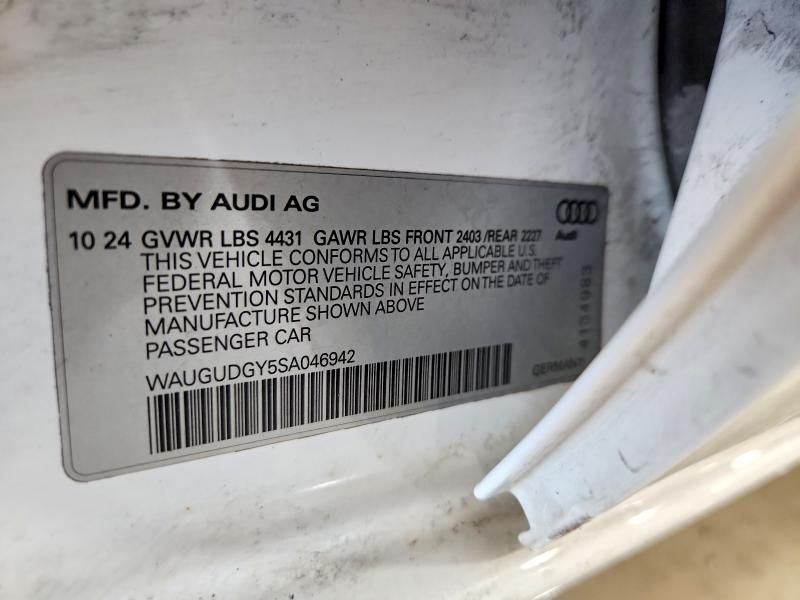 MFD. BY AUDI AG
10 24 GVWR LBS 4431 GAWR LBS FRONT 2403 /REAR 2227
Audi
THIS VEHICLE CONFORMS TO ALL APPLICABLE U.S.
FEDERAL MOTOR VEHICLE SAFETY, BUMPER AND THEFT
PREVENTION STANDARDS IN EFFECT ON THE DATE OF
MANUFACTURE SHOWN ABOVE
PASSENGER CAR
WAUGUDGY5SA046942
GERMANY